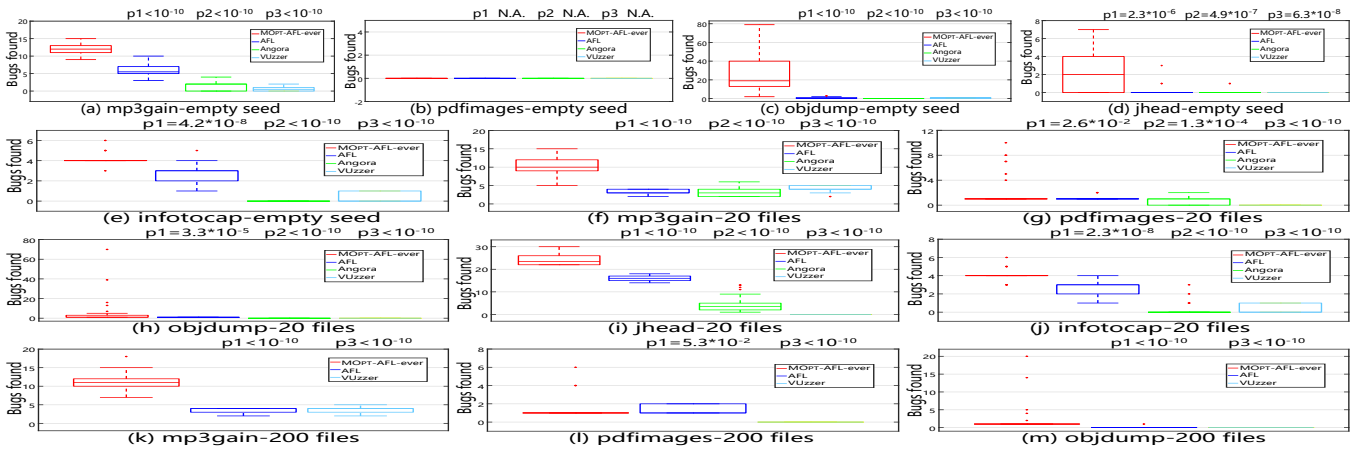 p1<10-10 p2<10-10 p3<10-10
Bugs found
20
15
10
5
0
MOPT-AFL-ever
AFL
Angora
VUzzer
(a) mp3gain-empty seed
p1 N.A. p2 N.A. p3 N.A.
Bugs found
4
2
0
-2
MOPT-AFL-ever
AFL
Angora
VUzzer
(b) pdfimages-empty seed
p1<10-10 p2<10-10 p3<10-10
Bugs found
80
60
40
20
0
MOPT-AFL-ever
AFL
Angora
VUzzer
(c) objdump-empty seed
p1=2.3*10-6 p2=4.9*10-7 p3=6.3*10-8
Bugs found
8
6
4
2
0
MOPT-AFL-ever
AFL
Angora
VUzzer
(d) jhead-empty seed
p1=4.2*10-8 p2<10-10 p3<10-10
Bugs found
6
4
2
0
MOPT-AFL-ever
AFL
Angora
VUzzer
(e) infotocap-empty seed
p1<10-10 p2<10-10 p3<10-10
Bugs found
20
15
10
5
0
MOPT-AFL-ever
AFL
Angora
VUzzer
(f) mp3gain-20 files
p1=2.6*10-2 p2=1.3*10-4 p3<10-10
Bugs found
12
8
4
0
MOPT-AFL-ever
AFL
Angora
VUzzer
(g) pdfimages-20 files
p1=3.3*10-5 p2<10-10 p3<10-10
Bugs found
80
60
40
20
0
MOPT-AFL-ever
AFL
Angora
VUzzer
(h) objdump-20 files
p1<10-10 p2<10-10 p3<10-10
Bugs found
30
20
10
0
MOPT-AFL-ever
AFL
Angora
VUzzer
(i) jhead-20 files
p1=2.3*10-8 p2<10-10 p3<10-10
Bugs found
8
6
4
2
0
MOPT-AFL-ever
AFL
Angora
VUzzer
(j) infotocap-20 files
p1<10-10 p3<10-10
Bugs found
20
15
10
5
0
MOPT-AFL-ever
AFL
VUzzer
(k) mp3gain-200 files
p1=5.3*10-2 p3<10-10
Bugs found
8
6
4
2
0
MOPT-AFL-ever
AFL
VUzzer
(l) pdfimages-200 files
p1<10-10 p3<10-10
Bugs found
20
15
10
5
0
MOPT-AFL-ever
AFL
VUzzer
(m) objdump-200 files